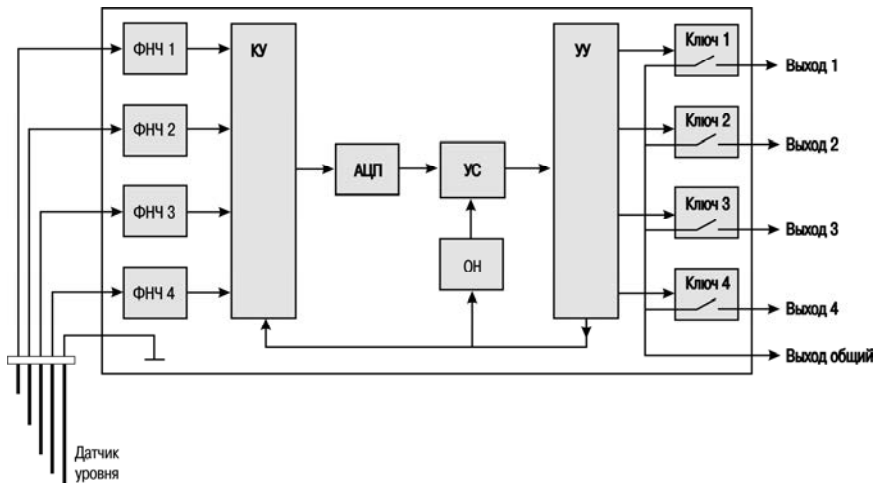 ФНЧ 1
КУ
УУ
Ключ 1
Выход 1
ФНЧ 2
Ключ 2
Выход 2
АЦП
УС
ФНЧ 3
Ключ 3
Выход 3
ОН
ФНЧ 4
Ключ 4
Выход 4
Выход общий
Датчик
уровня